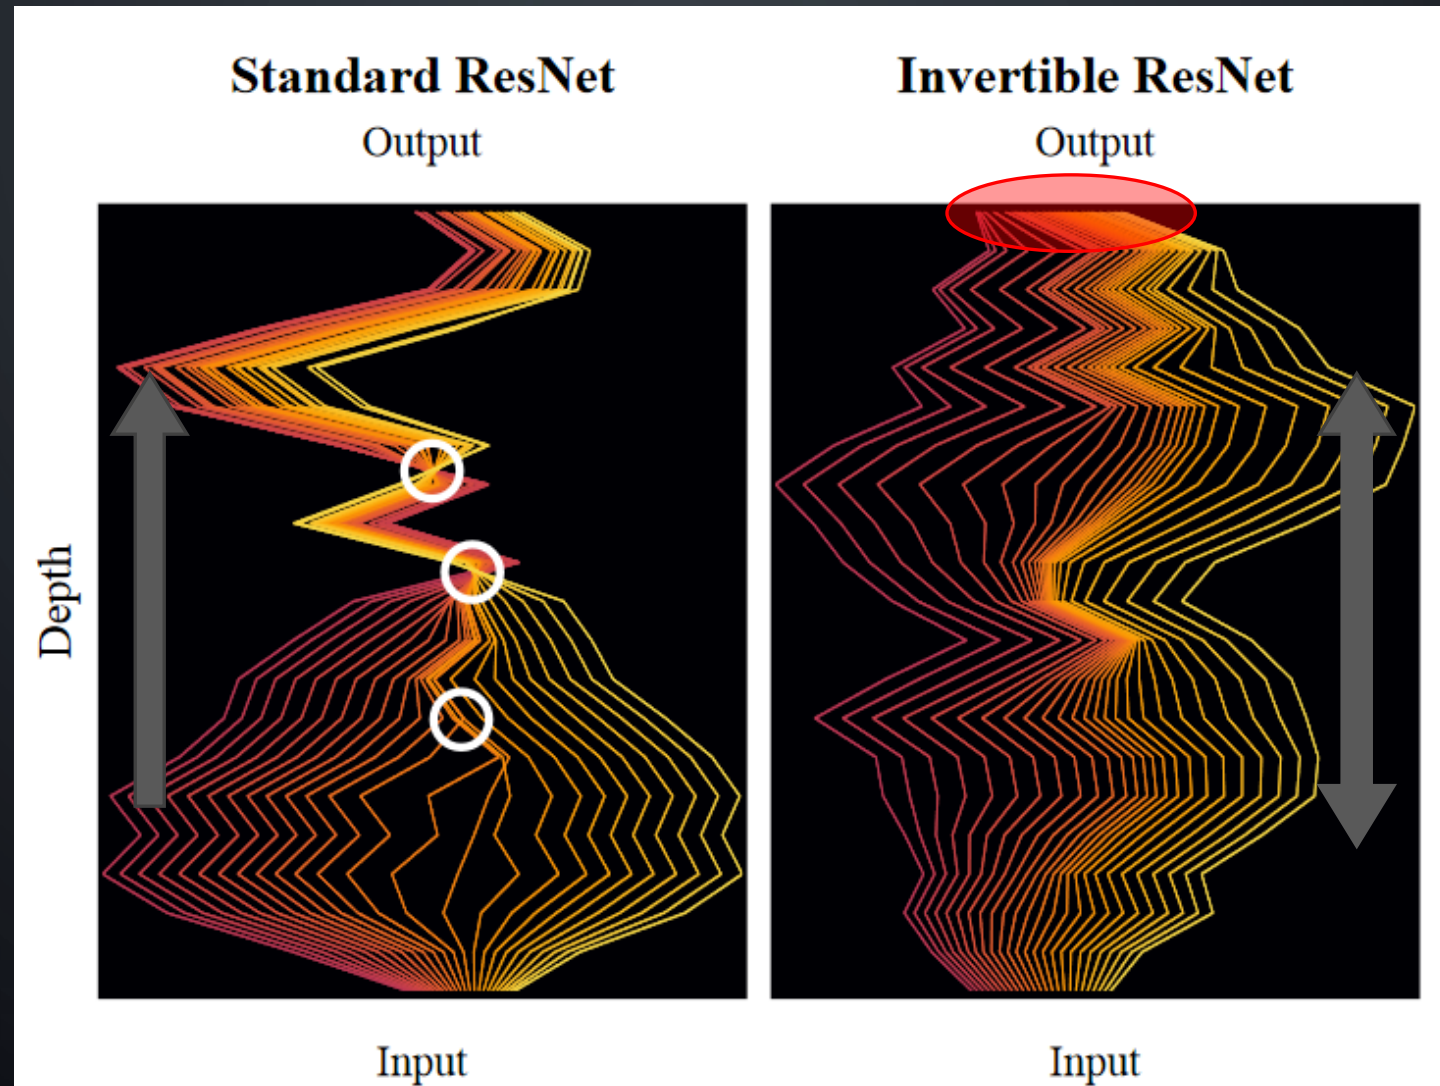 Standard ResNet
Output
Invertible ResNet
Output
Depth
Input
Input